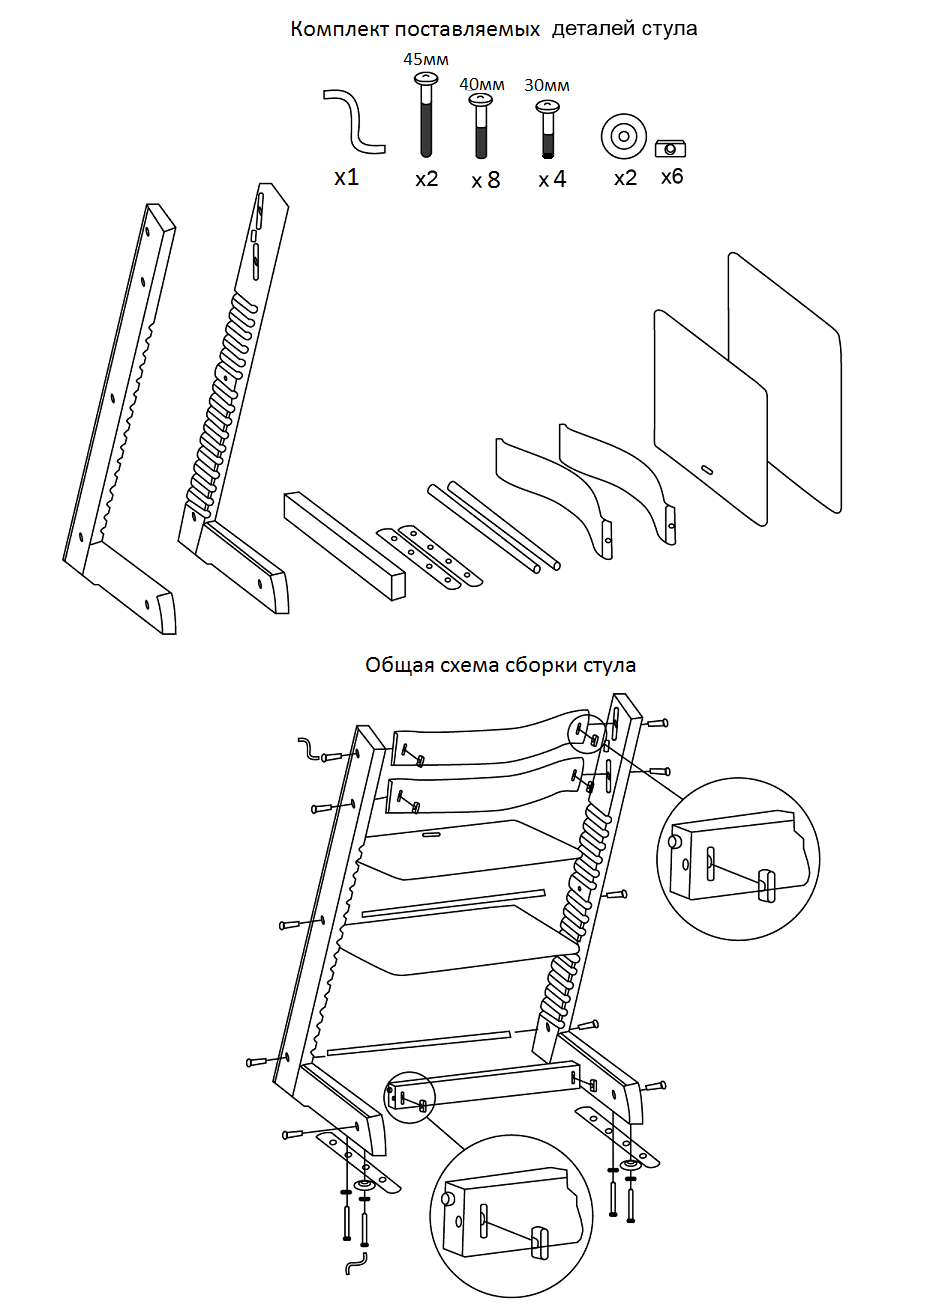 Комплект поставляемых деталей стула
45мм
40мм 30мм
x1 x2 x 8 x 4 x2 x6
Общая схема сборки стула